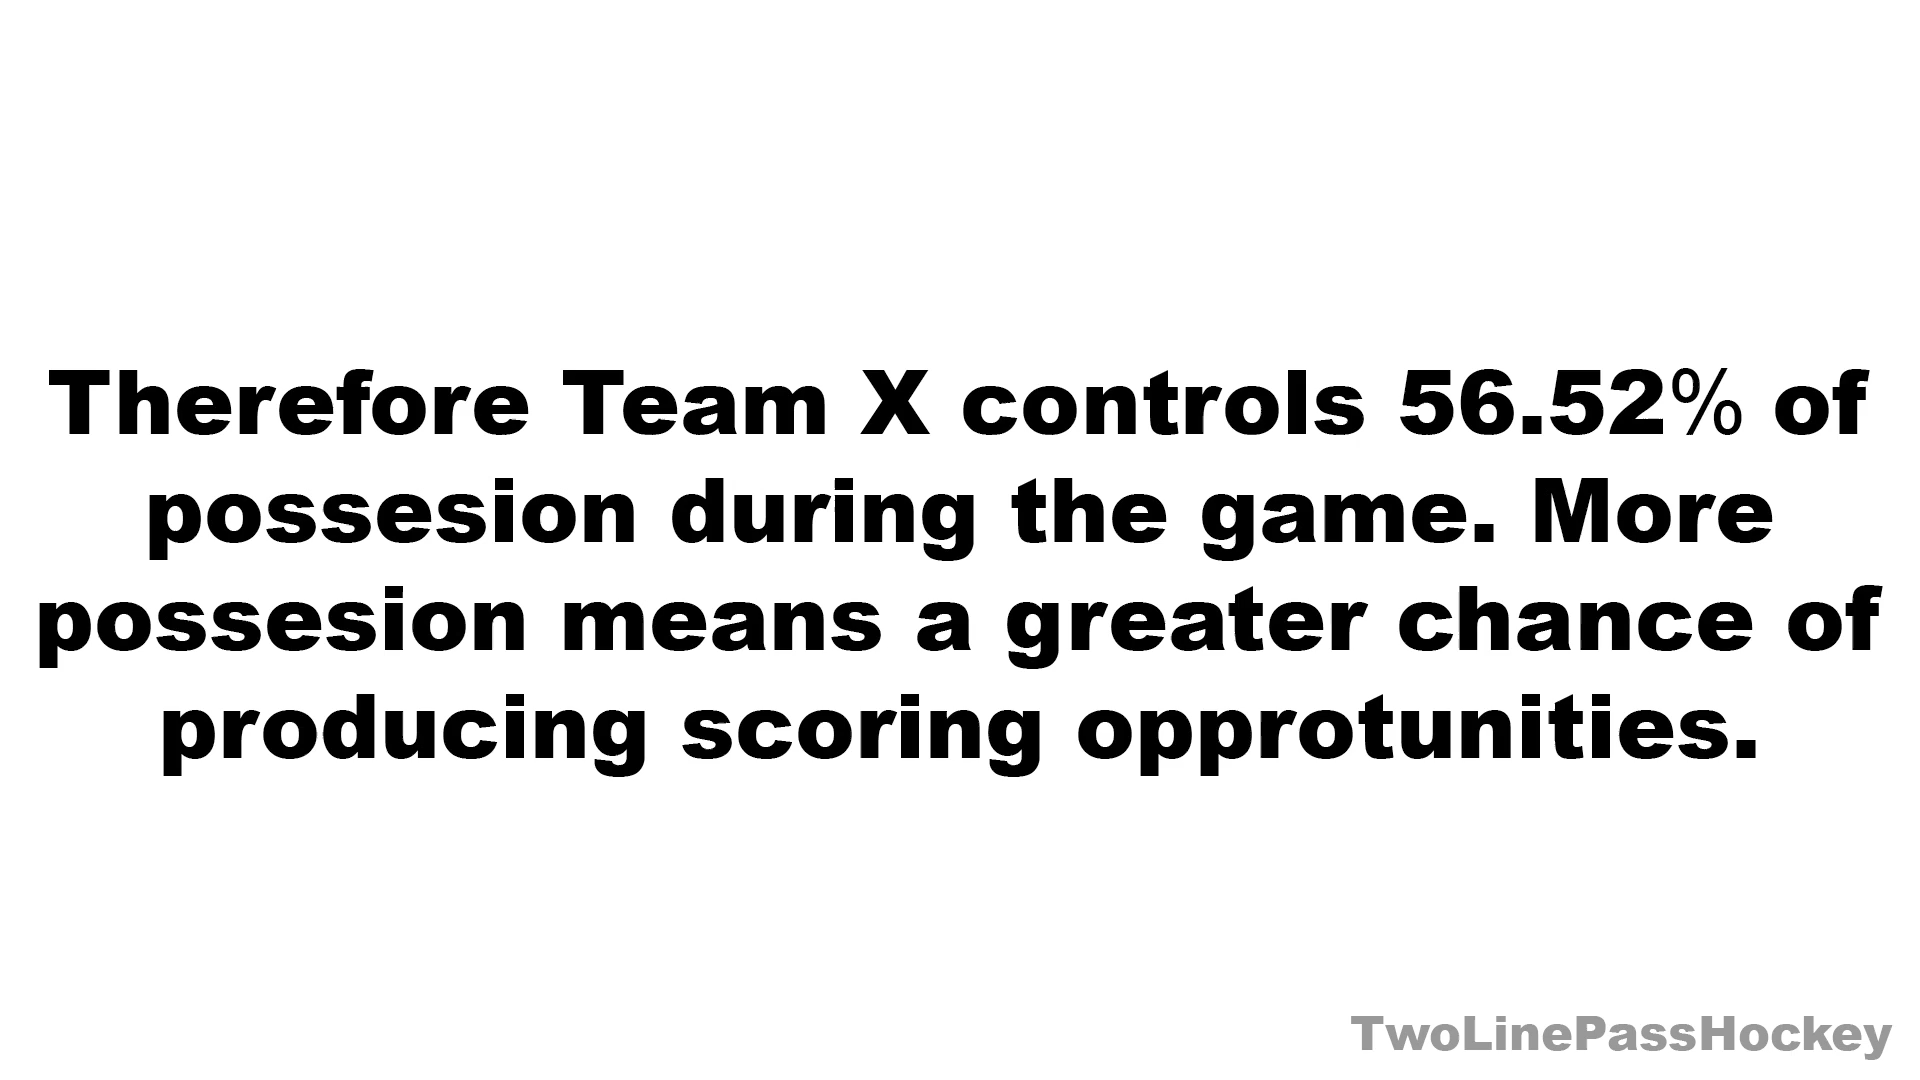 Therefore Team X controls 56.52% of
possesion during the game. More
possesion means a greater chance of
producing scoring opprotunities.
TwoLinePassHockey